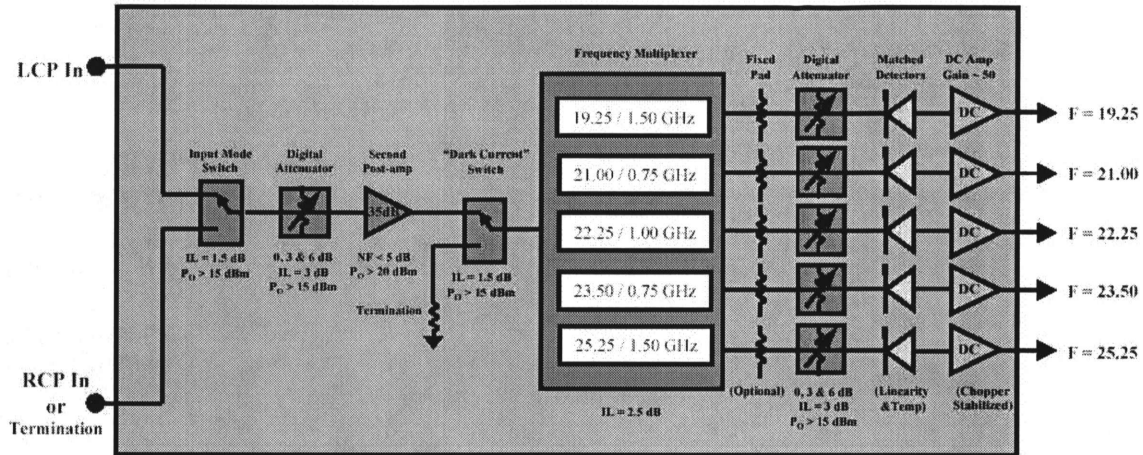 LCP In
RCP In
or
Termination
Input Mode
Switch
IL = 1.5 dB
PO > 15 dBm
Digital
Attenuator
0, 3 & 6 dB
IL = 3 dB
PO > 15 dBm
Second
Post-amp
35dB
NF < 5 dB
PO > 20 dBm
"Dark Current"
Switch
IL = 1.5 dB
PO > 15 dBm
Termination
Frequency Multiplexer
19.25 / 1.50 GHz
21.00 / 0.75 GHz
22.25 / 1.00 GHz
23.50 / 0.75 GHz
25.25 / 1.50 GHz
IL = 2.5 dB
Fixed
Pad
(Optional)
Digital
Attenuator
0, 3 & 6 dB
IL = 3 dB
PO > 15 dBm
Matched
Detectors
(Linearity
&Temp)
DC Amp
Gain ~ 50
DC
DC
DC
DC
DC
(Chopper
Stabilized)
F = 19.25
F = 21.00
F = 22.25
F = 23.50
F = 25.25